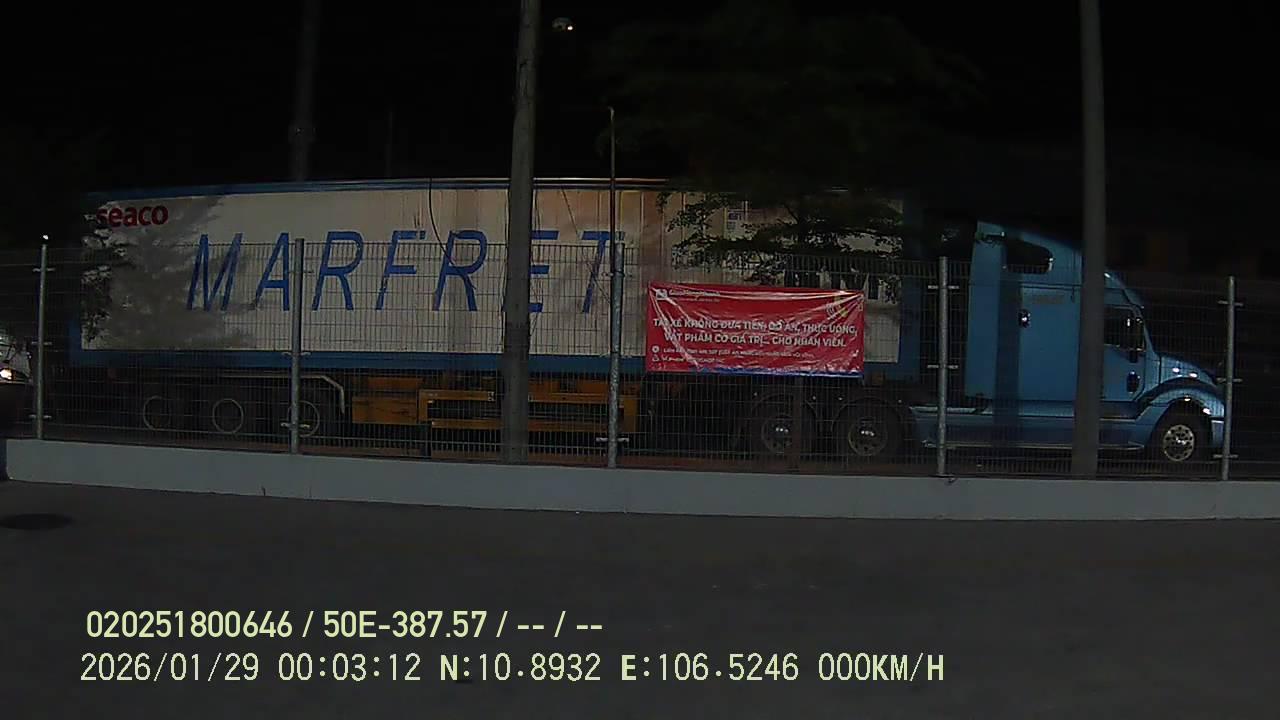 seaco
MARFRET
TÀI XẾ KHÔNG ĐƯA TIỀN, ĐỒ ĂN, THỨC UỐNG,
VẬT PHẨM CÓ GIÁ TRỊ... CHO NHÂN VIÊN.
020251800646 / 50E-387.57 / -- / --
2026/01/29 00:03:12 N:10.8932 E:106.5246 000KM/H